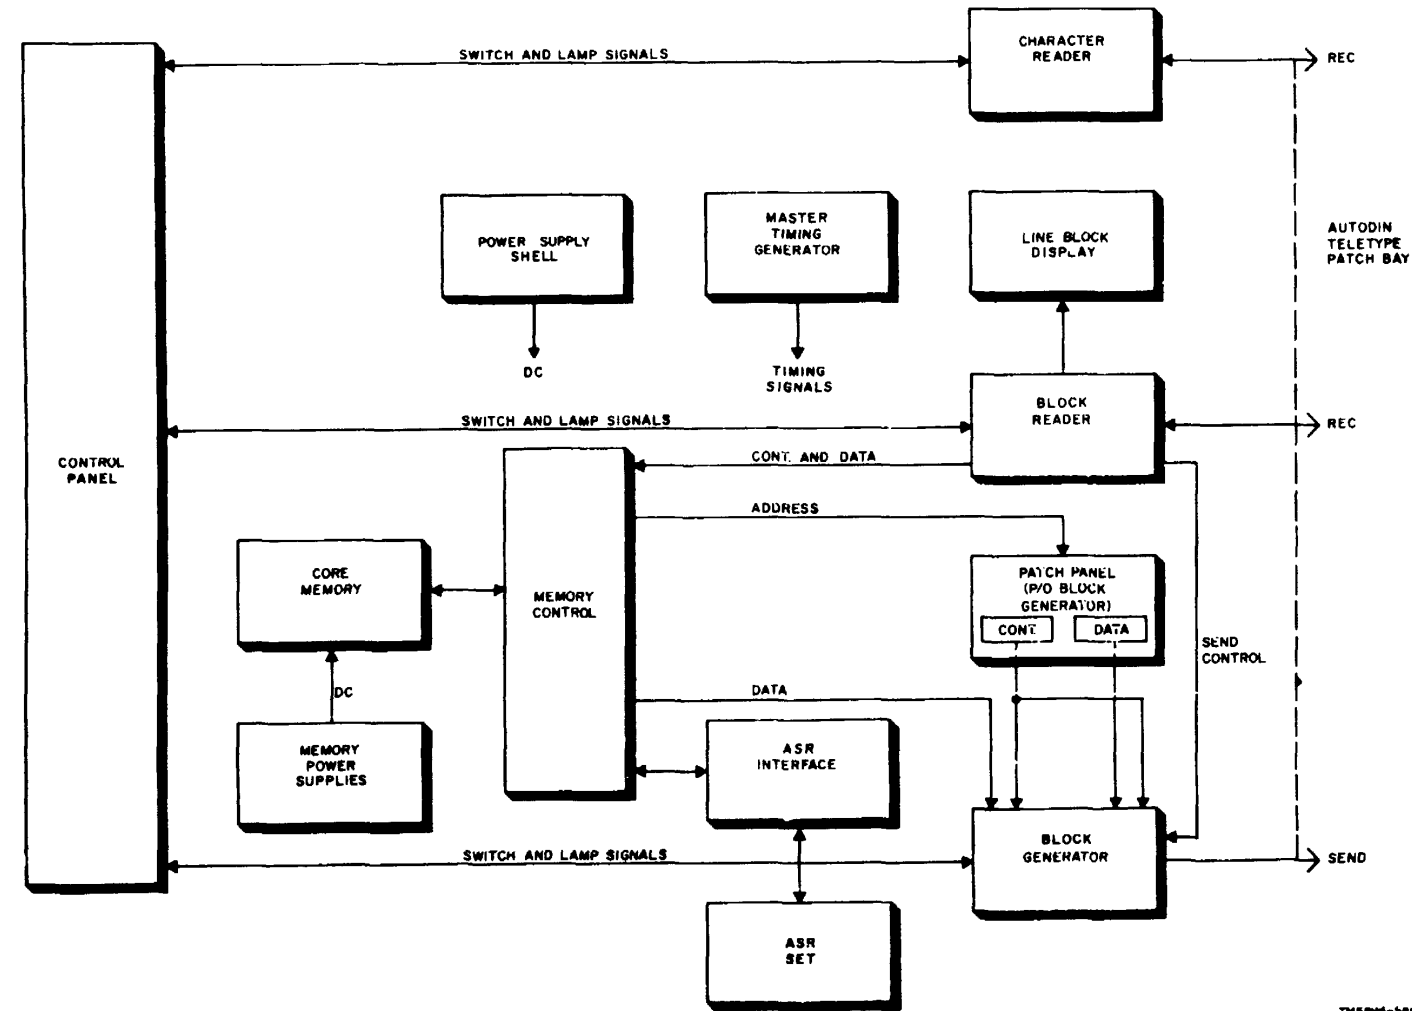 CHARACTER
READER
SWITCH AND LAMP SIGNALS
REC
POWER SUPPLY
SHELL
MASTER
TIMING
GENERATOR
LINE BLOCK
DISPLAY
AUTODIN
TELETYPE
PATCH BAY
DC
TIMING
SIGNALS
BLOCK
READER
SWITCH AND LAMP SIGNALS
REC
CONTROL
PANEL
CONT. AND DATA
ADDRESS
CORE
MEMORY
MEMORY
CONTROL
PATCH PANEL
(P/O BLOCK
GENERATOR)
CONT.
DATA
SEND
CONTROL
DC
DATA
MEMORY
POWER
SUPPLIES
ASR
INTERFACE
BLOCK
GENERATOR
SWITCH AND LAMP SIGNALS
SEND
ASR
SET